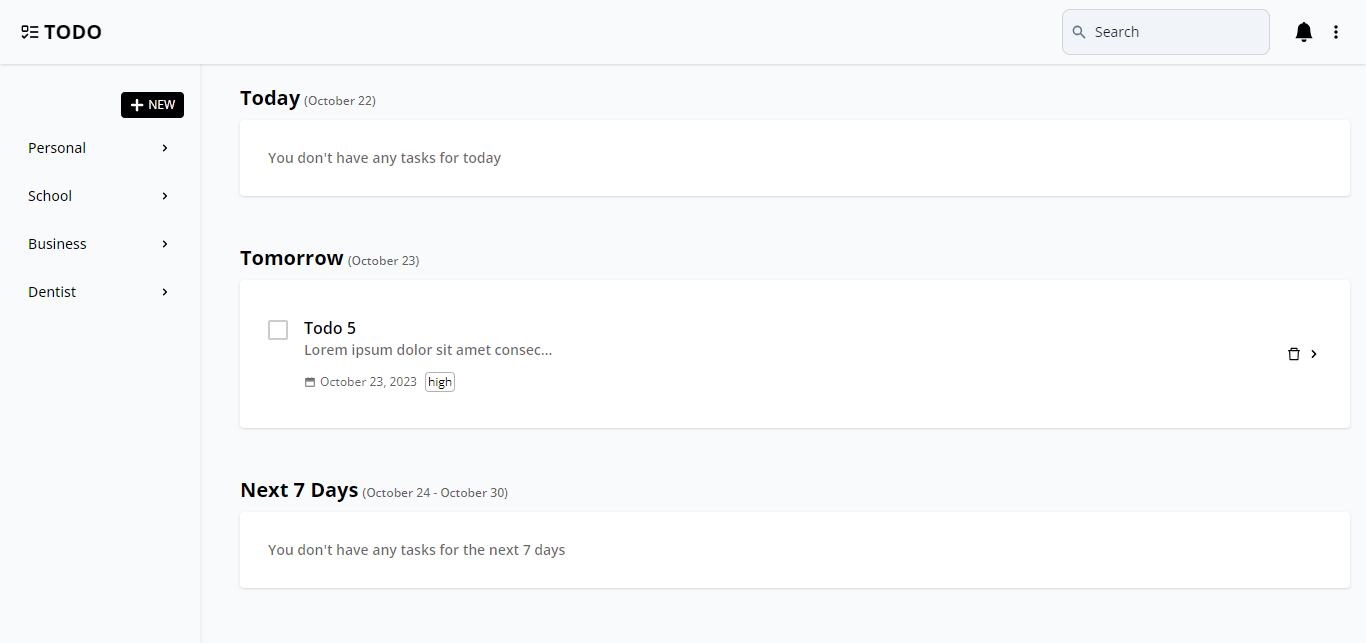 TODO
Search
NEW
Personal
School
Business
Dentist
Today (October 22)
You don't have any tasks for today
Tomorrow (October 23)
Todo 5
Lorem ipsum dolor sit amet consec...
October 23, 2023 high
Next 7 Days (October 24 - October 30)
You don't have any tasks for the next 7 days